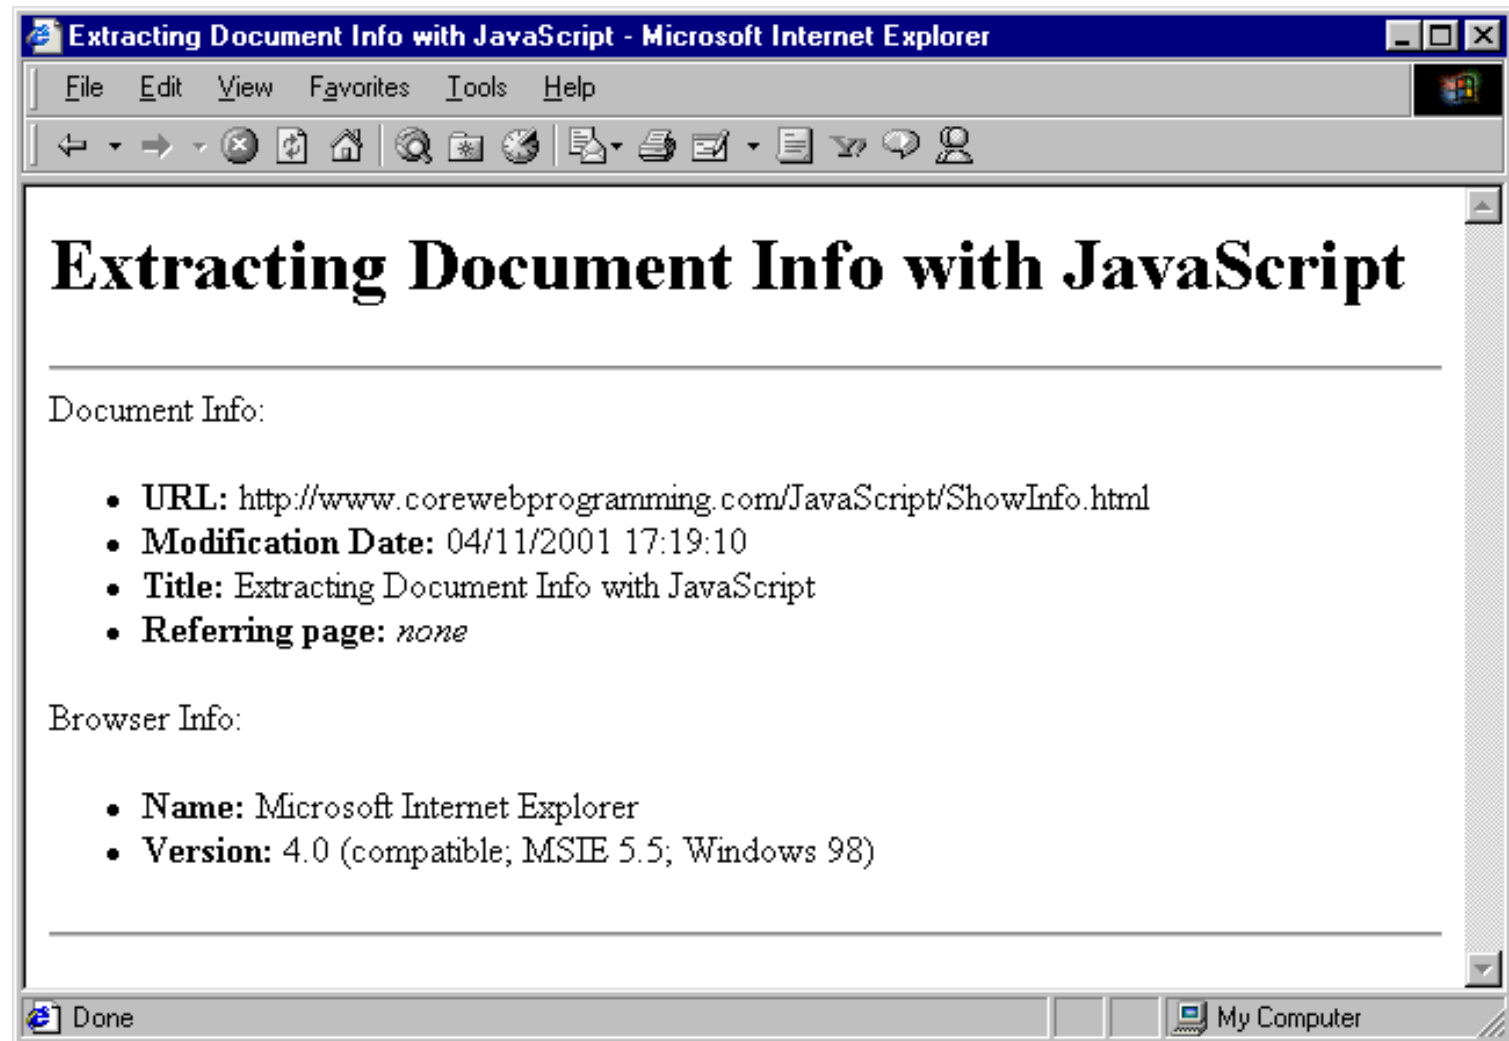 Extracting Document Info with JavaScript - Microsoft Internet Explorer
File Edit View Favorites Tools Help
Extracting Document Info with JavaScript
Document Info:
• URL: http://www.corewebprogramming.com/JavaScript/ShowInfo.html
• Modification Date: 04/11/2001 17:19:10
• Title: Extracting Document Info with JavaScript
• Referring page: none
Browser Info:
• Name: Microsoft Internet Explorer
• Version: 4.0 (compatible; MSIE 5.5; Windows 98)
Done My Computer